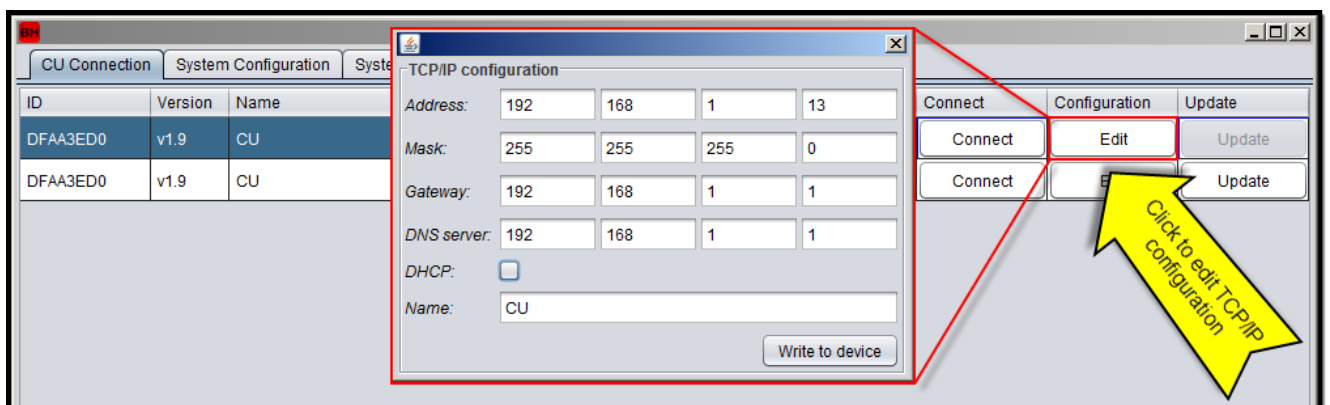 BM
CU Connection System Configuration
TCP/IP configuration
ID Version Name Connect Configuration Update
Address: 192 168 1 13
DFAA3ED0 v1.9 CU Connect Edit Update
Mask: 255 255 255 0
DFAA3ED0 v1.9 CU Connect Update
Gateway: 192 168 1 1
DNS server: 192 168 1 1
DHCP:
Name: CU
Write to device
Click to edit TCP/IP
configuration